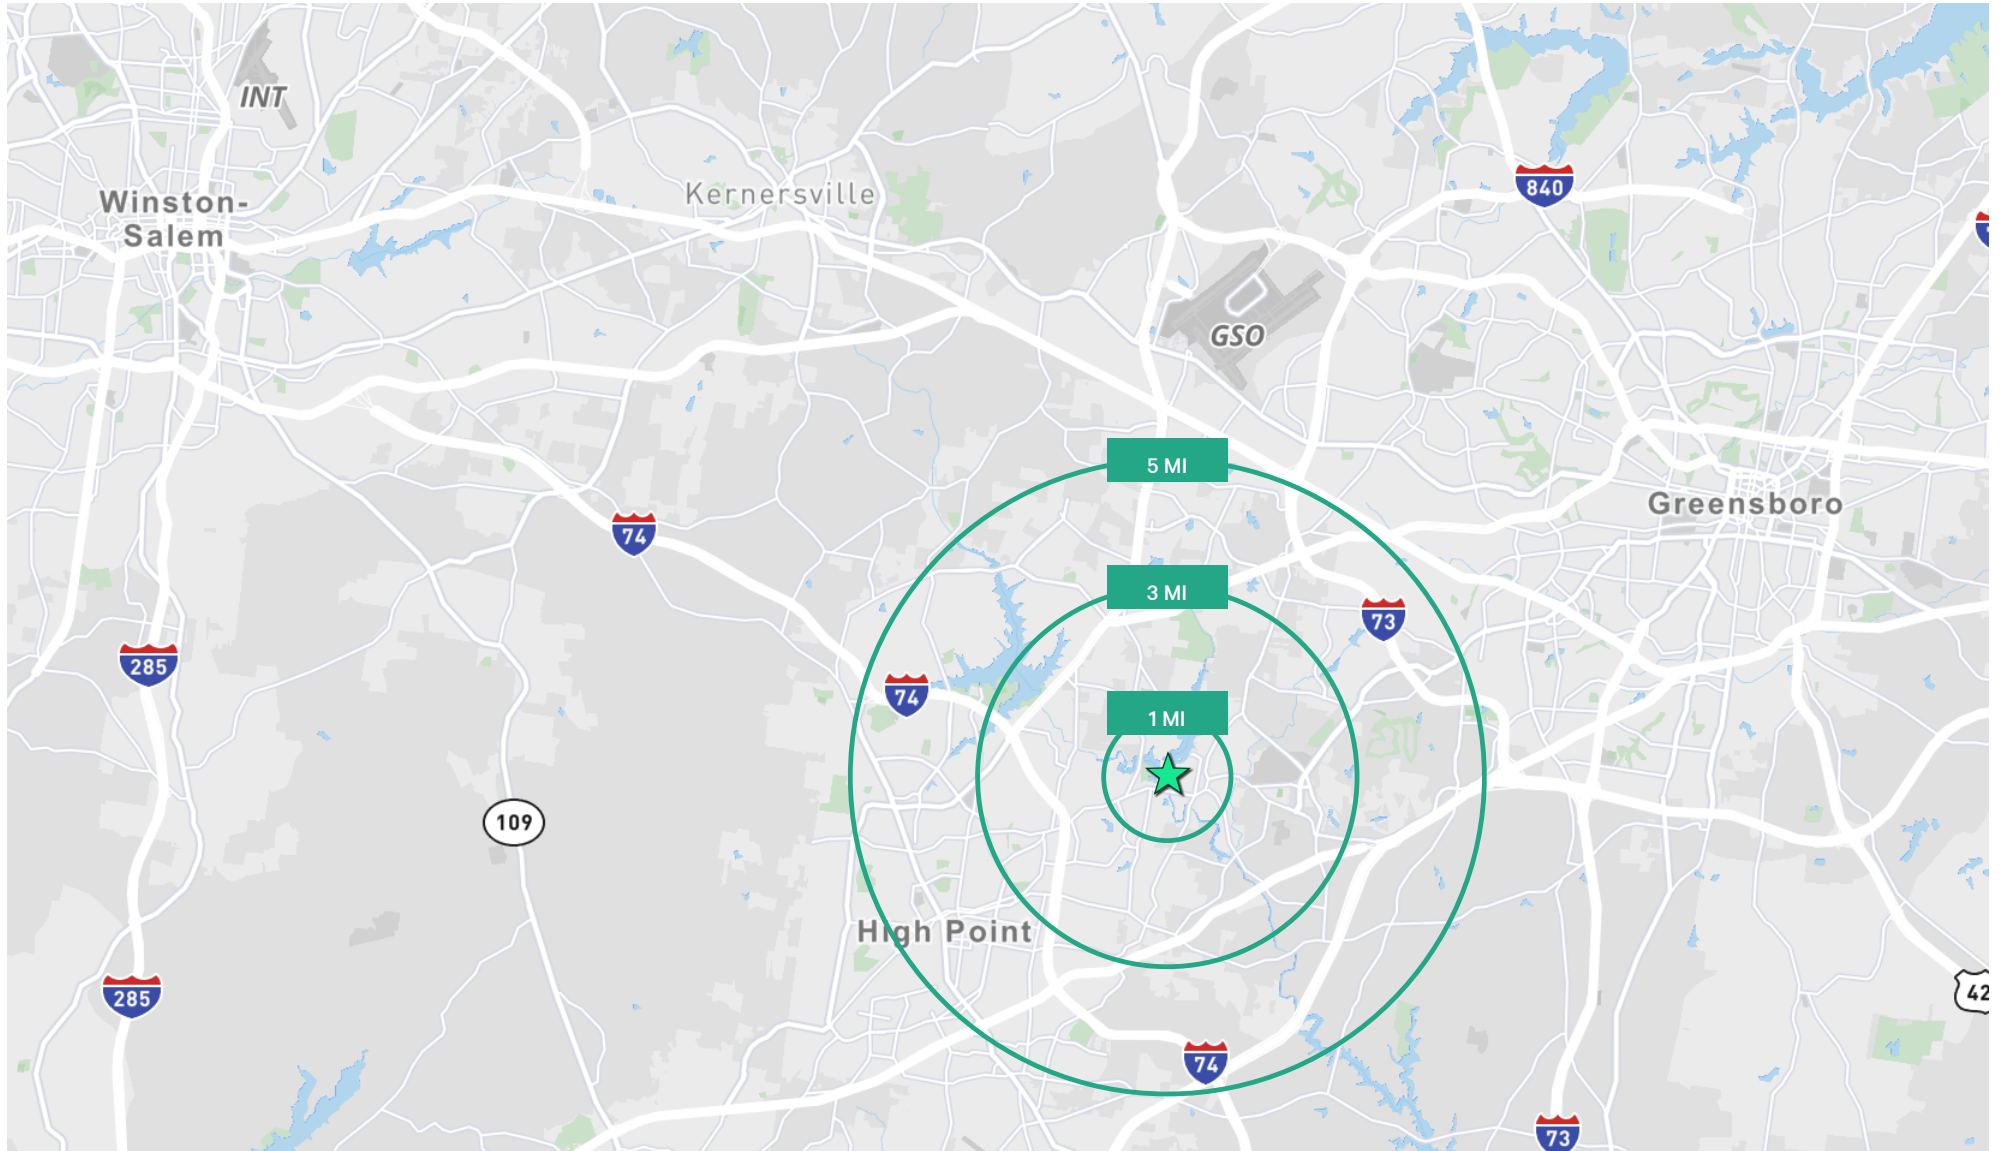 INT
840
Winston-
Salem
Kernersville
GSO
5 MI
Greensboro
74
3 MI
73
285
74
1 MI
109
High Point
285
42
74
73